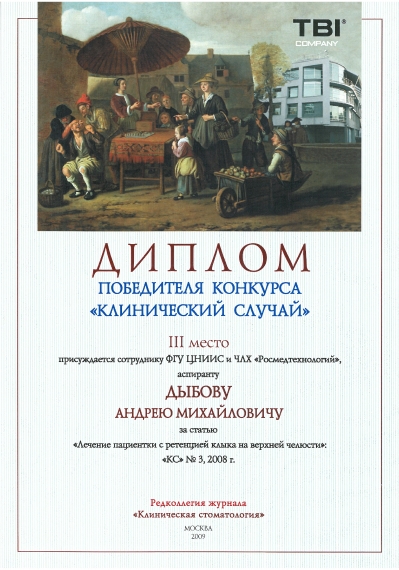 TBI®
COMPANY
ДИПЛОМ
ПОБЕДИТЕЛЯ КОНКУРСА
«КЛИНИЧЕСКИЙ СЛУЧАЙ»
III место
присуждается сотруднику ФГУ ЦНИИС и ЧЛХ «Росмедтехнологий»,
аспиранту
ДЫБОВУ
АНДРЕЮ МИХАЙЛОВИЧУ
за статью
«Лечение пациентки с ретенцией клыка на верхней челюсти»:
«КС» № 3, 2008 г.
Редколлегия журнала
«Клиническая стоматология»
МОСКВА
2009